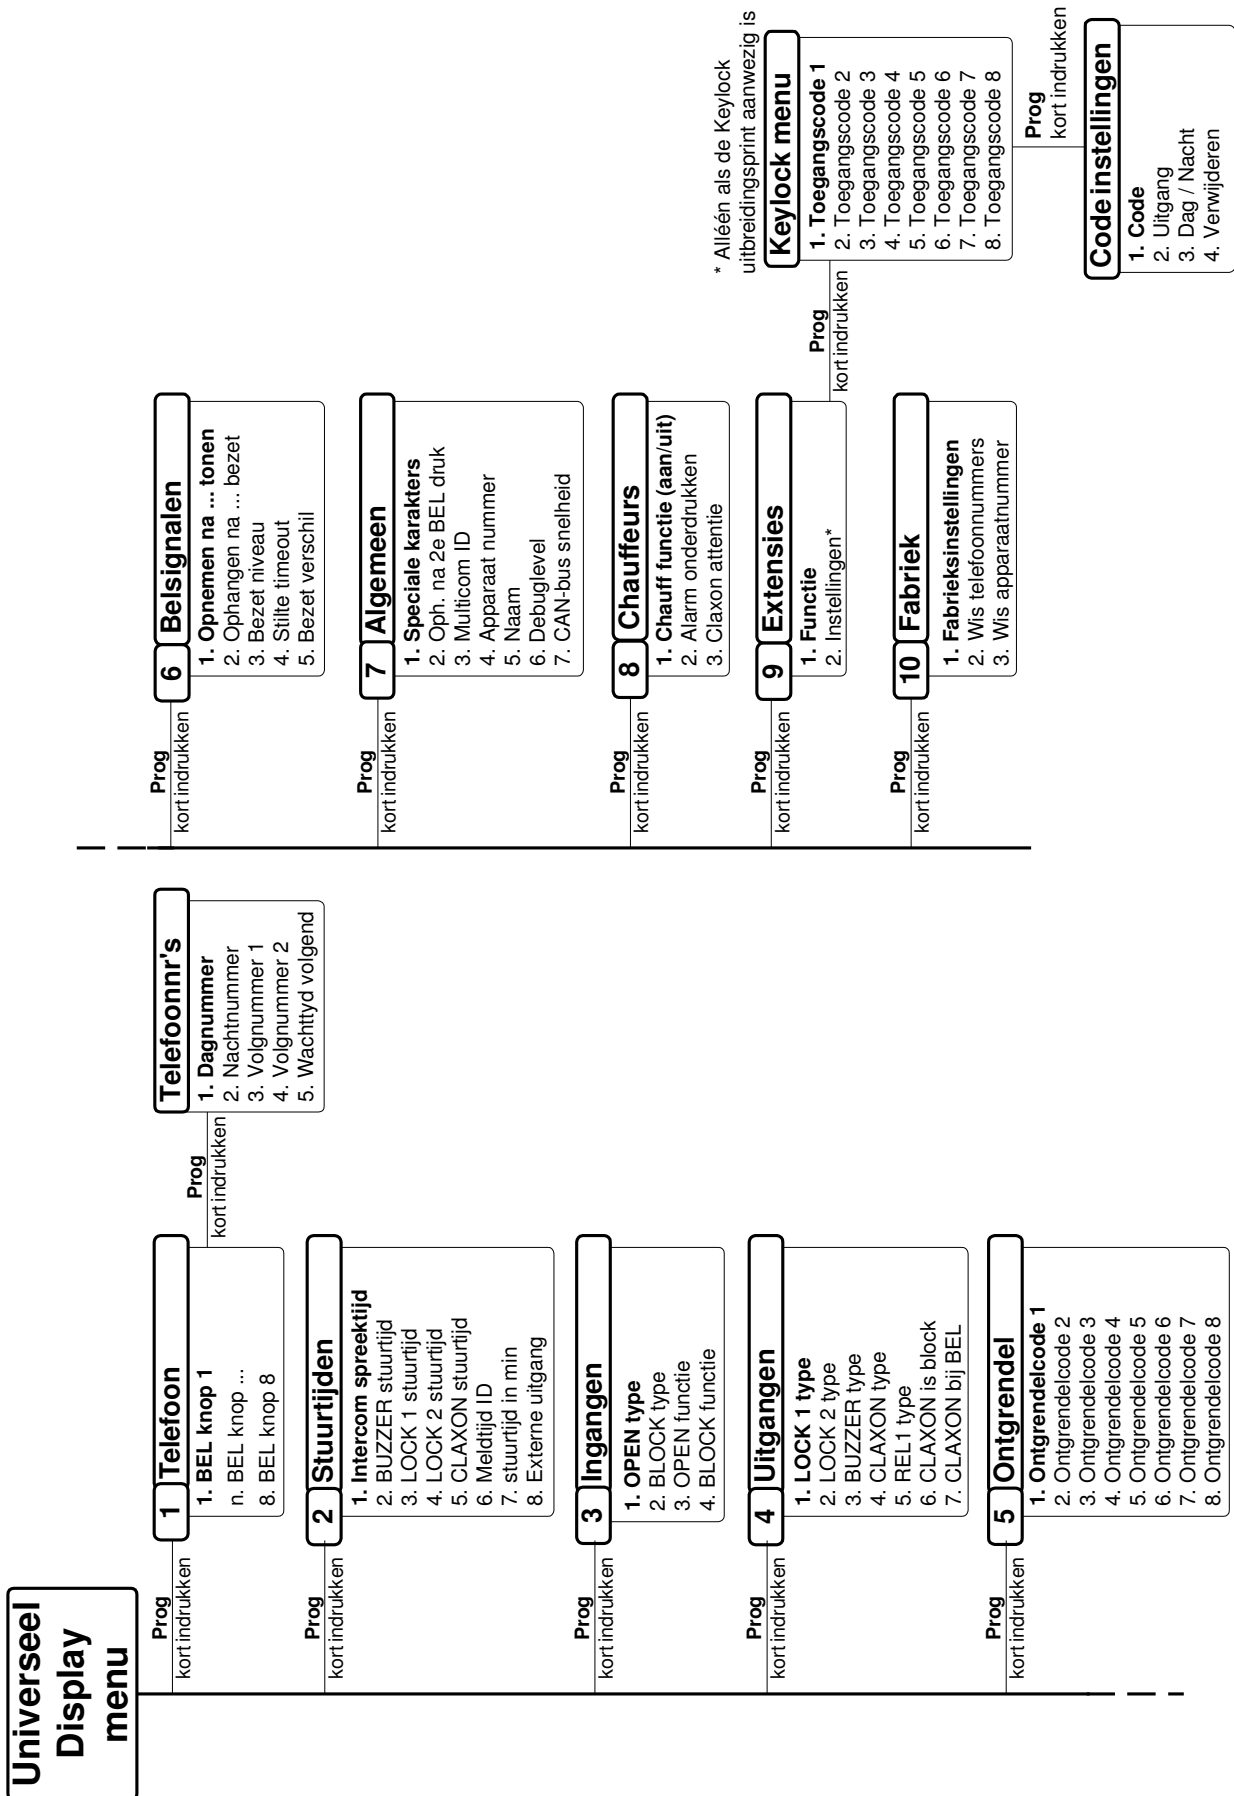 Universeel
Display
menu
Prog
kort indrukken
1 Telefoon
1. BEL knop 1
n. BEL knop ...
8. BEL knop 8
Prog
kort indrukken
Telefoonnr's
1. Dagnummer
2. Nachtnummer
3. Volgnummer 1
4. Volgnummer 2
5. Wachttyd volgend
Prog
kort indrukken
2 Stuurtijden
1. Intercom spreektijd
2. BUZZER stuurtijd
3. LOCK 1 stuurtijd
4. LOCK 2 stuurtijd
5. CLAXON stuurtijd
6. Meldtijd ID
7. stuurtijd in min
8. Externe uitgang
Prog
kort indrukken
3 Ingangen
1. OPEN type
2. BLOCK type
3. OPEN functie
4. BLOCK functie
Prog
kort indrukken
4 Uitgangen
1. LOCK 1 type
2. LOCK 2 type
3. BUZZER type
4. CLAXON type
5. REL1 type
6. CLAXON is block
7. CLAXON bij BEL
Prog
kort indrukken
5 Ontgrendel
1. Ontgrendelcode 1
2. Ontgrendelcode 2
3. Ontgrendelcode 3
4. Ontgrendelcode 4
5. Ontgrendelcode 5
6. Ontgrendelcode 6
7. Ontgrendelcode 7
8. Ontgrendelcode 8
Prog
kort indrukken
6 Belsignalen
1. Opnemen na ... tonen
2. Ophangen na ... bezet
3. Bezet niveau
4. Stilte timeout
5. Bezet verschil
Prog
kort indrukken
7 Algemeen
1. Speciale karakters
2. Oph. na 2e BEL druk
3. Multicom ID
4. Apparaat nummer
5. Naam
6. Debuglevel
7. CAN-bus snelheid
Prog
kort indrukken
8 Chauffeurs
1. Chauff functie (aan/uit)
2. Alarm onderdrukken
3. Claxon attentie
Prog
kort indrukken
9 Extensies
1. Functie
2. Instellingen*
Prog
kort indrukken
* Alléén als de Keylock
uitbreidingsprint aanwezig is
Keylock menu
1. Toegangscode 1
2. Toegangscode 2
3. Toegangscode 3
4. Toegangscode 4
5. Toegangscode 5
6. Toegangscode 6
7. Toegangscode 7
8. Toegangscode 8
Prog
kort indrukken
Code instellingen
1. Code
2. Uitgang
3. Dag / Nacht
4. Verwijderen
Prog
kort indrukken
10 Fabriek
1. Fabrieksinstellingen
2. Wis telefoonnummers
3. Wis apparaatnummer